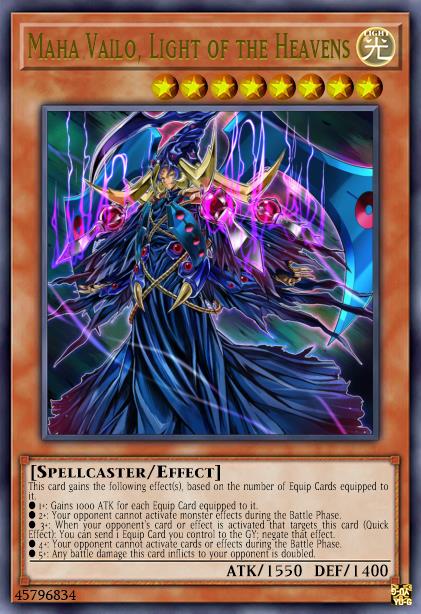 Maha Vailo, Light of the Heavens
LIGHT
光
[Spellcaster/Effect]
This card gains the following effect(s), based on the number of Equip Cards equipped to
it.
● 1+: Gains 1000 ATK for each Equip Card equipped to it.
● 2+: Your opponent cannot activate monster effects during the Battle Phase.
● 3+: When your opponent's card or effect is activated that targets this card (Quick
Effect): You can send 1 Equip Card you control to the GY; negate that effect.
● 4+: Your opponent cannot activate cards or effects during the Battle Phase.
● 5+: Any battle damage this card inflicts to your opponent is doubled.
ATK/1550 DEF/1400
45796834